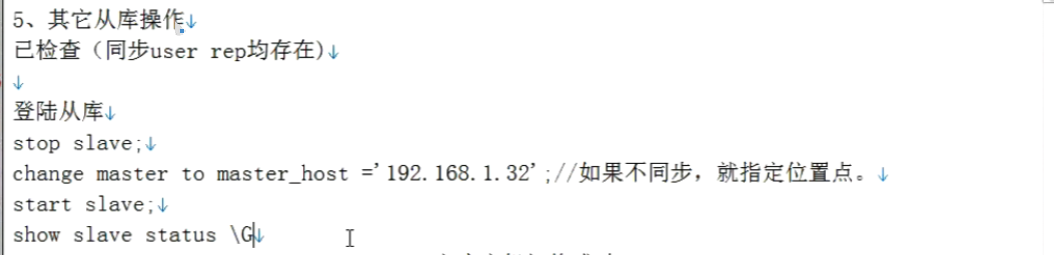 5、其它从库操作↓
已检查（同步user rep均存在)↓
↓
登陆从库↓
stop slave;↓
change master to master_host ='192.168.1.32';//如果不同步，就指定位置点。↓
start slave;↓
show slave status \G↓